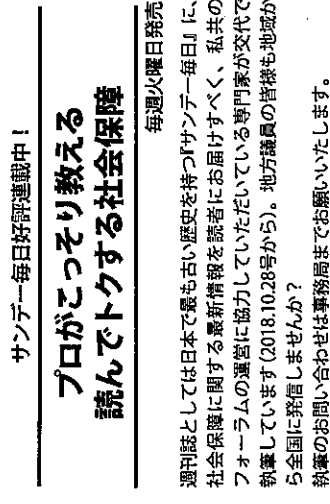 サンデー毎日好評連載中！
プロがこっそり教える
読んでトクする社会保障
毎週火曜日発売
週刊誌としては日本で最も古い歴史を持つ『サンデー毎日』に、
社会保障に関する最新情報を読者にお届けすべく、私共の
フォーラムの運営に協力していただいている専門家が交代で
執筆しています(2018.10.28号から)。地方議員の皆様も地域か
ら全国に発信しませんか？
執筆のお問い合わせは事務局までお願いいたします。